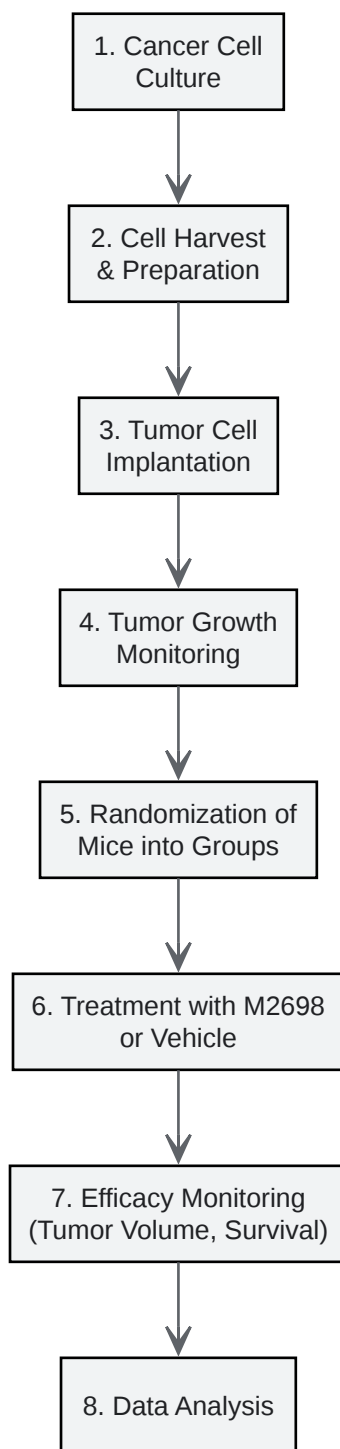 1. Cancer Cell
Culture
2. Cell Harvest
& Preparation
3. Tumor Cell
Implantation
4. Tumor Growth
Monitoring
5. Randomization of
Mice into Groups
6. Treatment with M2698
or Vehicle
7. Efficacy Monitoring
(Tumor Volume, Survival)
8. Data Analysis